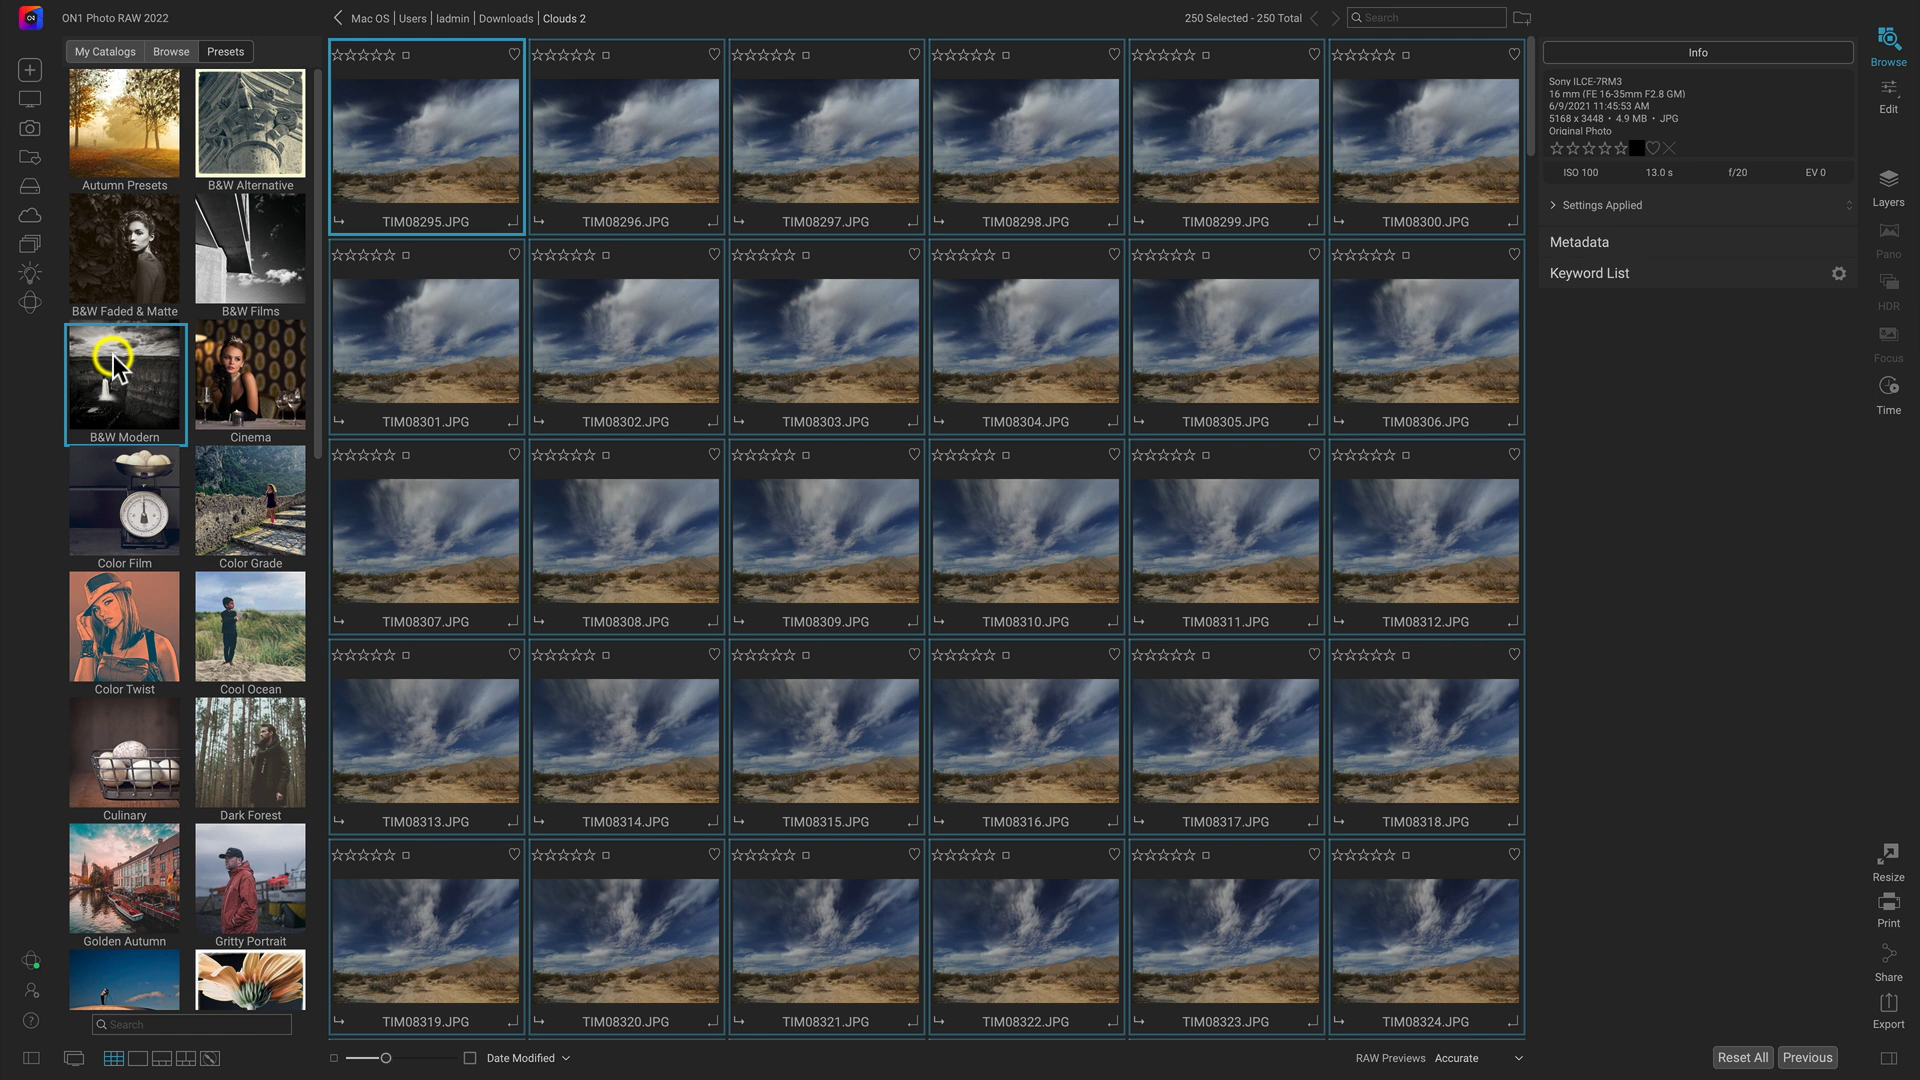 ON1 Photo RAW 2022
Mac OS | Users | ladmin | Downloads | Clouds 2
250 Selected - 250 Total
Search
My Catalogs Browse Presets
Info
Browse
Sony ILCE-7RM3
16 mm (FE 16-35mm F2.8 GM)
6/9/2021 11:45:53 AM
5168 x 3448 • 4.9 MB • JPG
Original Photo
ISO 100 13.0 s f/20 EV 0
Settings Applied
Metadata
Keyword List
Edit
Layers
Pano
HDR
Focus
Time
Autumn Presets B&W Alternative
B&W Faded & Matte B&W Films
B&W Modern Cinema
Color Film Color Grade
Color Twist Cool Ocean
Culinary Dark Forest
Golden Autumn Gritty Portrait
Search
TIM08295.JPG TIM08296.JPG TIM08297.JPG TIM08298.JPG TIM08299.JPG TIM08300.JPG
TIM08301.JPG TIM08302.JPG TIM08303.JPG TIM08304.JPG TIM08305.JPG TIM08306.JPG
TIM08307.JPG TIM08308.JPG TIM08309.JPG TIM08310.JPG TIM08311.JPG TIM08312.JPG
TIM08313.JPG TIM08314.JPG TIM08315.JPG TIM08316.JPG TIM08317.JPG TIM08318.JPG
TIM08319.JPG TIM08320.JPG TIM08321.JPG TIM08322.JPG TIM08323.JPG TIM08324.JPG
Resize
Print
Share
Export
Date Modified
RAW Previews Accurate
Reset All Previous